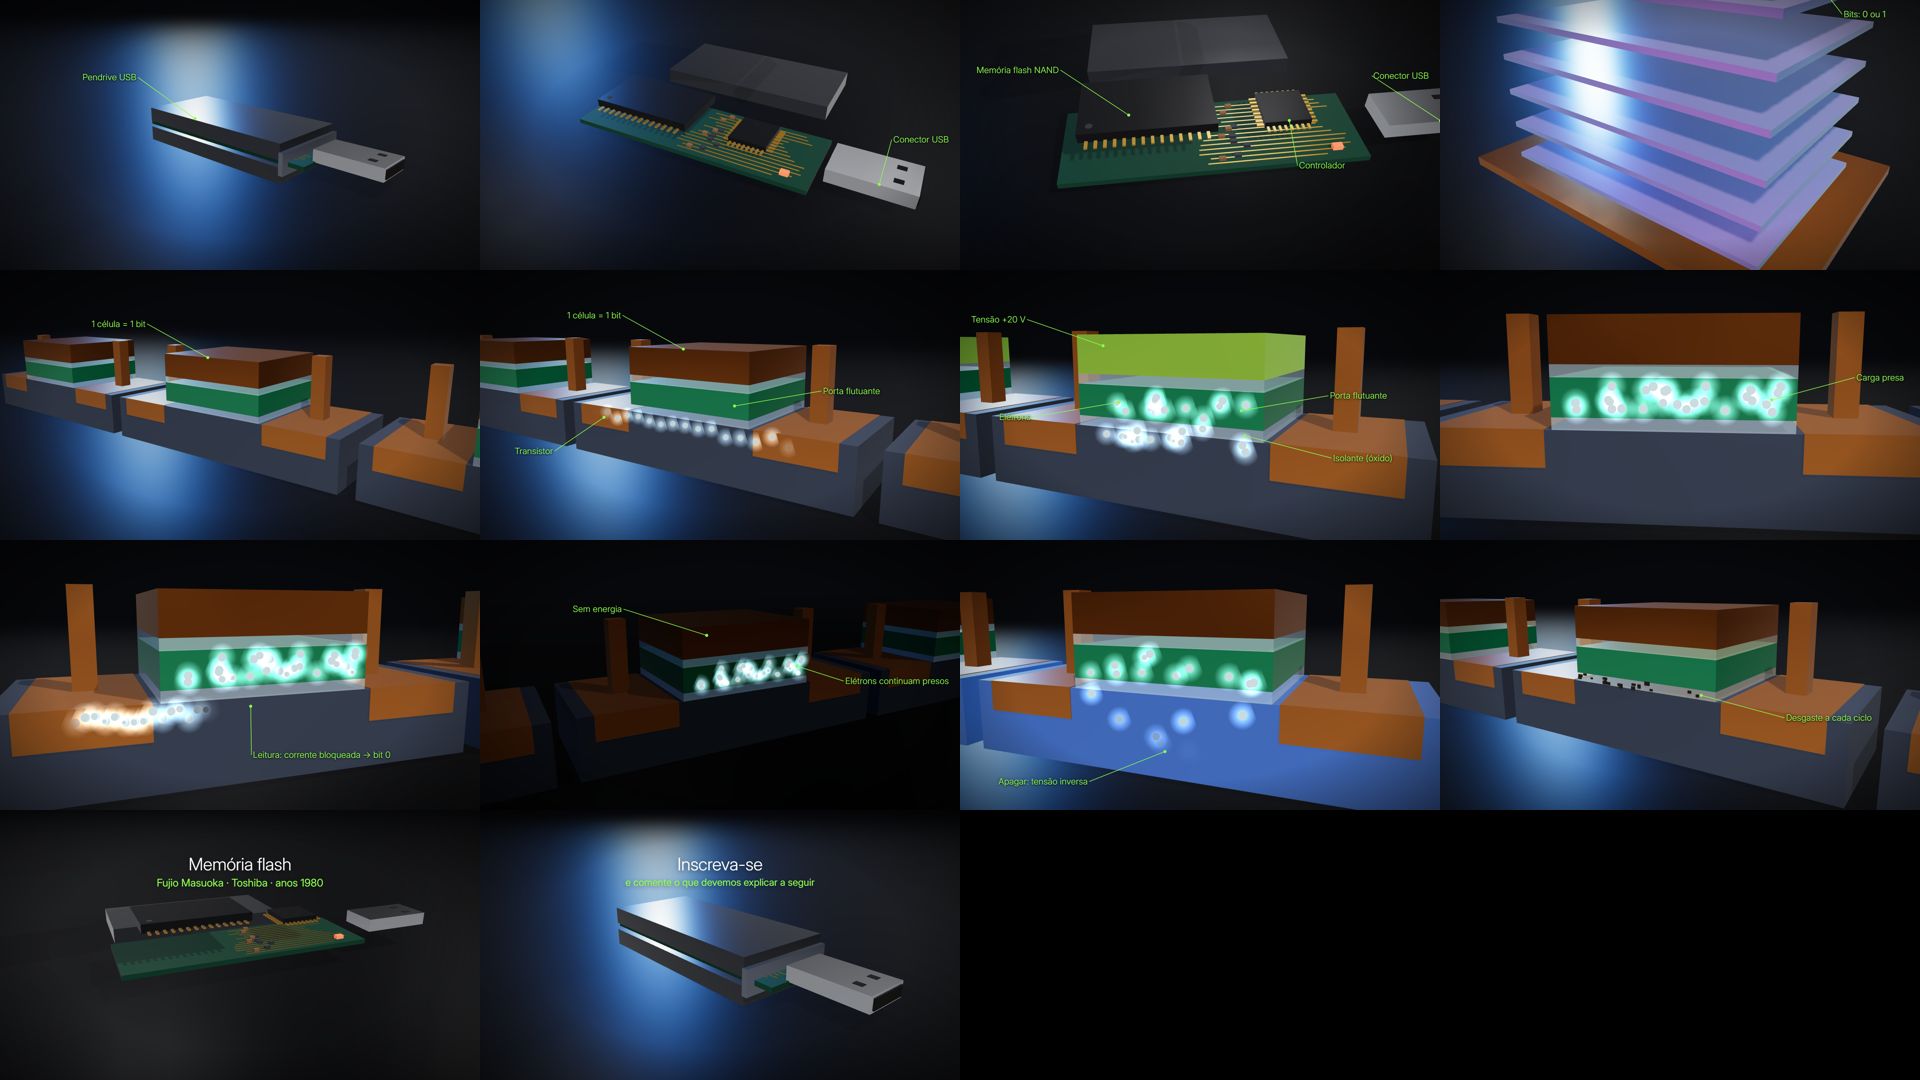 Pendrive USB
Conector USB
Memória flash NAND
Conector USB
Controlador
Bits: 0 ou 1
1 célula = 1 bit
1 célula = 1 bit
Porta flutuante
Transistor
Tensão +20 V
Elétrons
Porta flutuante
Isolante (óxido)
Carga presa
Leitura: corrente bloqueada → bit 0
Sem energia
Elétrons continuam presos
Apagar: tensão inversa
Desgaste a cada ciclo
Memória flash
Fujio Masuoka · Toshiba · anos 1980
Inscreva-se
e comente o que devemos explicar a seguir